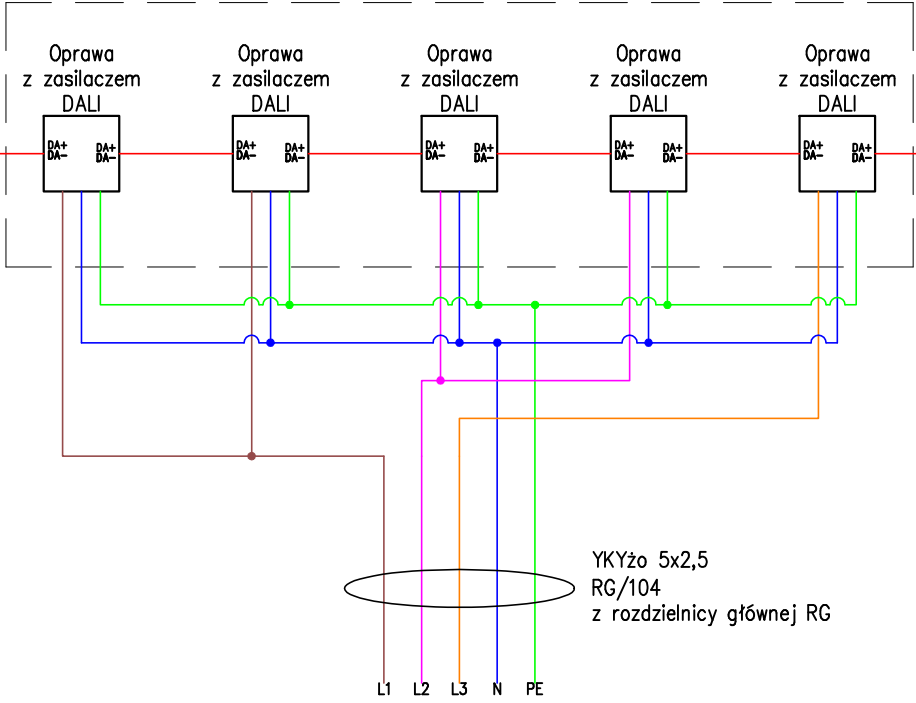 Oprawa
z zasilaczem
DALI
Oprawa
z zasilaczem
DALI
Oprawa
z zasilaczem
DALI
Oprawa
z zasilaczem
DALI
Oprawa
z zasilaczem
DALI
DA+
DA-
DA+
DA-
DA+
DA-
DA+
DA-
DA+
DA-
DA+
DA-
DA+
DA-
DA+
DA-
DA+
DA-
DA+
DA-
YKYżo 5x2,5
RG/104
z rozdzielnicy głównej RG
L1 L2 L3 N PE